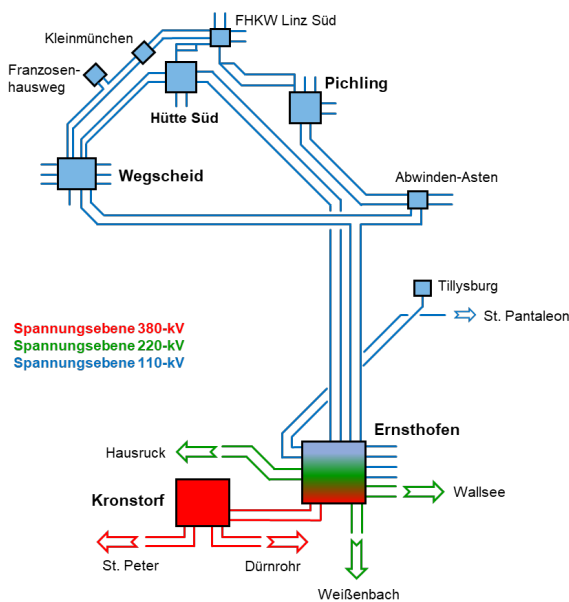 FHKW Linz Süd
Kleinmünchen
Franzosen-
hausweg
Pichling
Hütte Süd
Wegscheid
Abwinden-Asten
Tillysburg
St. Pantaleon
Spannungsebene 380-kV
Spannungsebene 220-kV
Spannungsebene 110-kV
Ernsthofen
Hausruck
Kronstorf
Wallsee
St. Peter
Dürnrohr
Weißenbach